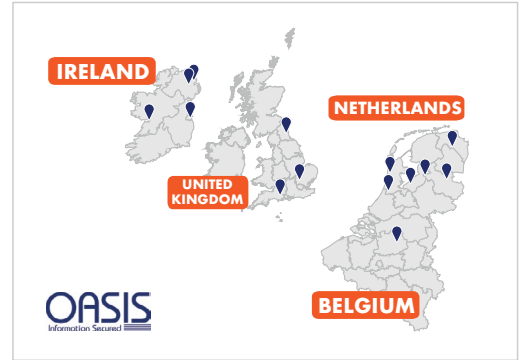 IRELAND
NETHERLANDS
UNITED
KINGDOM
BELGIUM
OASIS
Information Secured